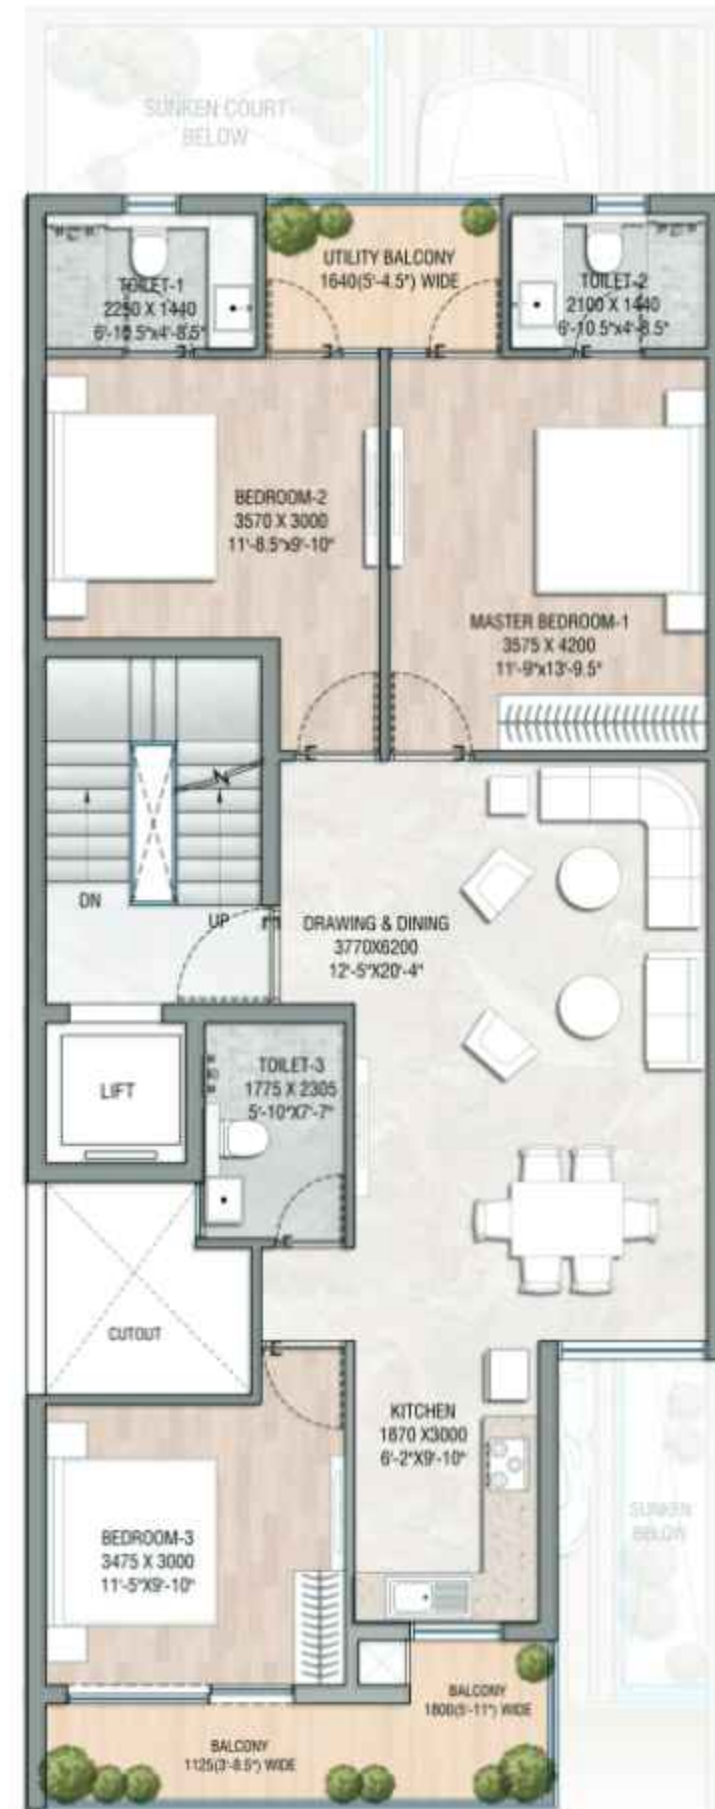 SUNKEN COURT
BELOW
UTILITY BALCONY
1640(5'-4.5") WIDE
TOILET-1
2250 X 1440
6'-10.5"x4'-8.5"
TOILET-2
2100 X 1440
6'-10.5"x4'-8.5"
BEDROOM-2
3570 X 3000
11'-8.5"x9'-10"
MASTER BEDROOM-1
3575 X 4200
11'-9"x13'-9.5"
DN
UP
DRAWING & DINING
3770X6200
12'-5"X20'-4"
LIFT
TOILET-3
1775 X 2305
5'-10"X7'-7"
CUTOUT
KITCHEN
1870 X3000
6'-2"X9'-10"
SUNKEN
BBLOW
BEDROOM-3
3475 X 3000
11'-5"X9'-10"
BALCONY
1800(5'-11") WIDE
BALCONY
1125(3'-8.5") WIDE